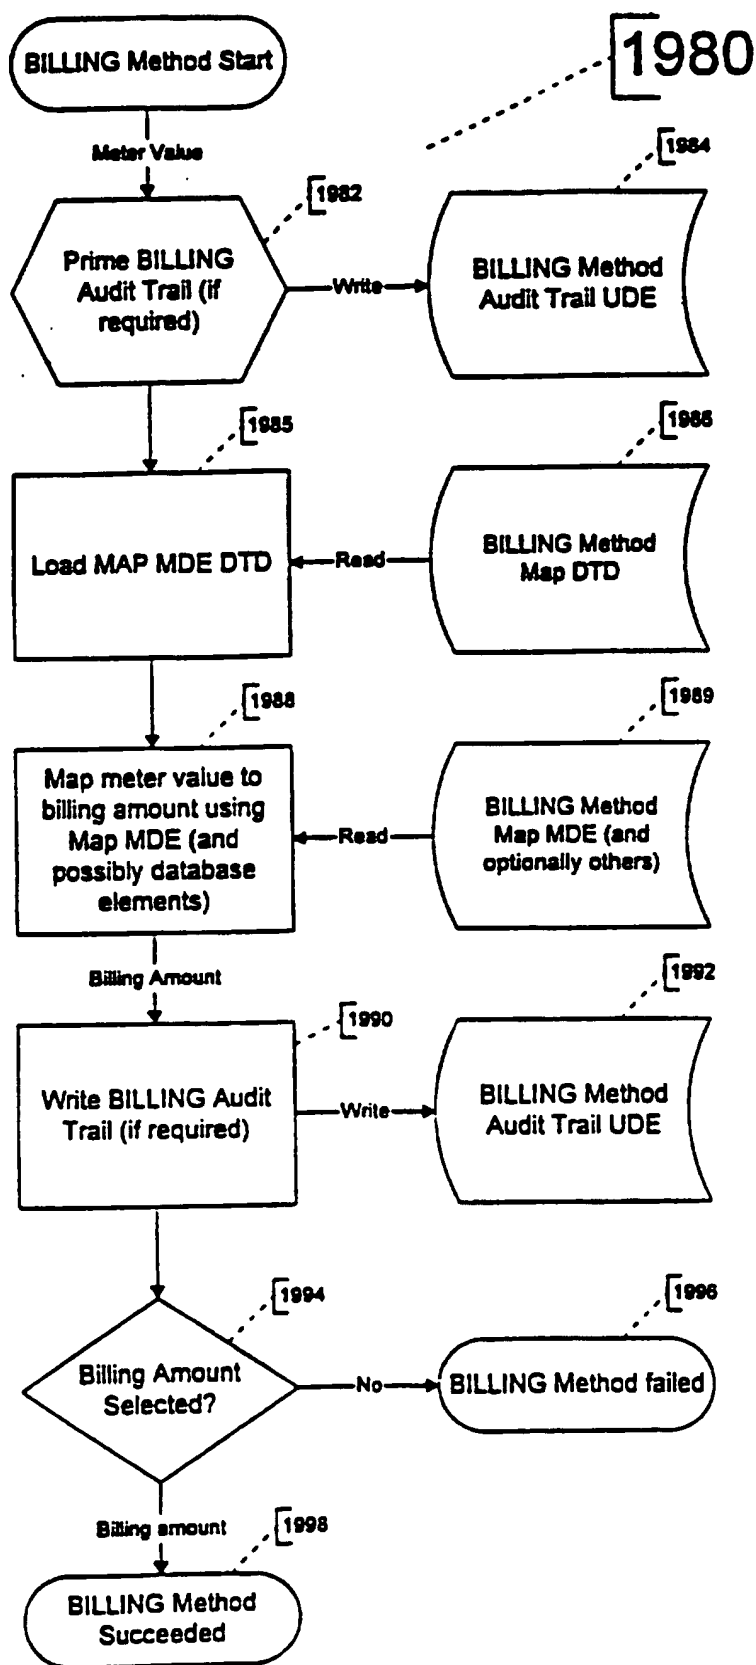 BILLING Method Start
1980
Meter Value
1982
1984
Prime BILLING
Audit Trail (if
required)
Write
BILLING Method
Audit Trail UDE
1985
1986
Load MAP MDE DTD
Read
BILLING Method
Map DTD
1988
1989
Map meter value to
billing amount using
Map MDE (and
possibly database
elements)
Read
BILLING Method
Map MDE (and
optionally others)
Billing Amount
1990
1992
Write BILLING Audit
Trail (if required)
Write
BILLING Method
Audit Trail UDE
1994
1996
Billing Amount
Selected?
No
BILLING Method failed
Billing amount
1998
BILLING Method
Succeeded